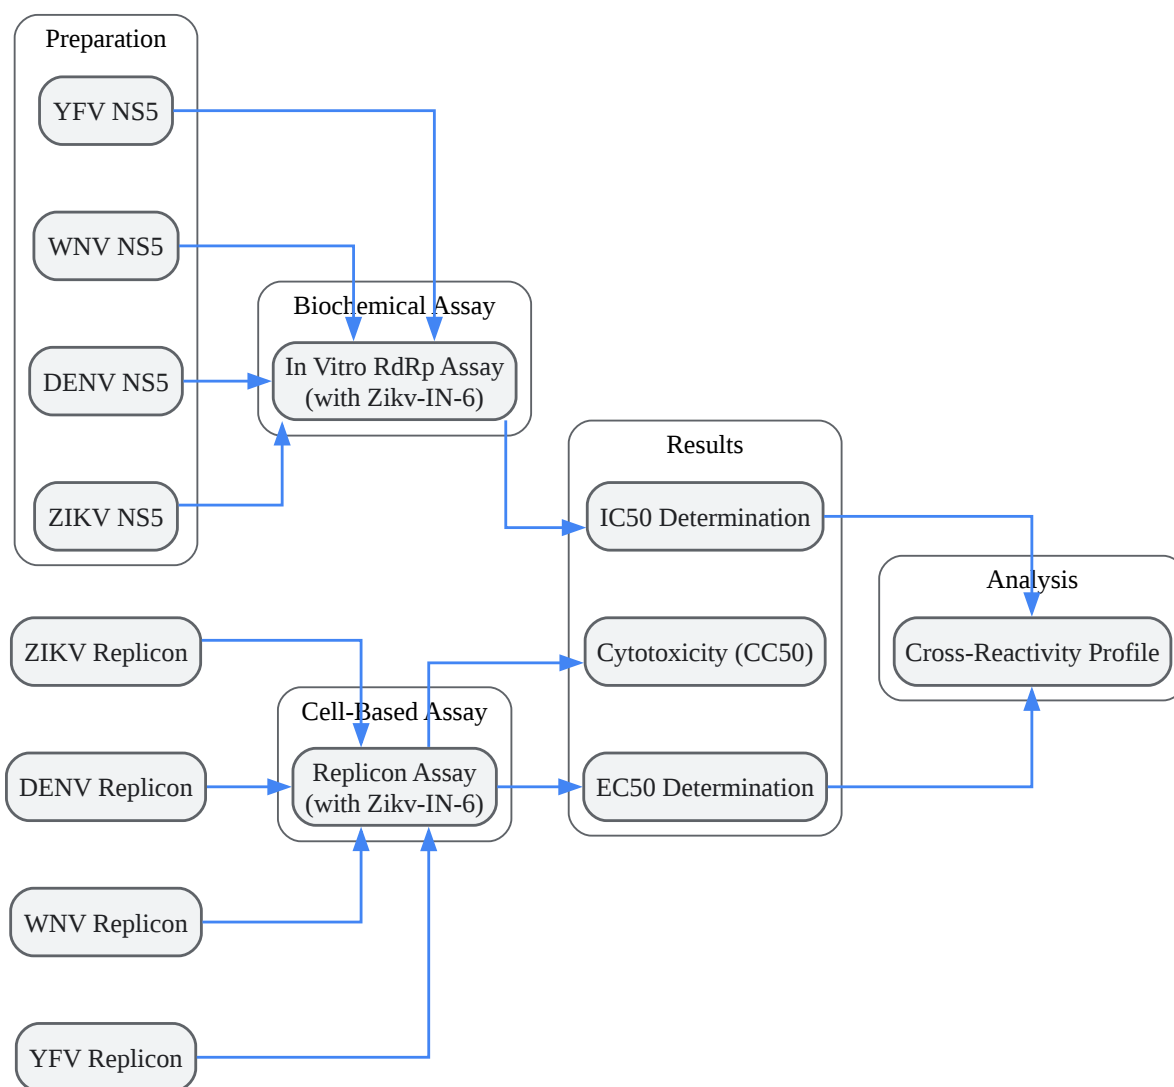 Preparation
YFV NS5
WNV NS5
DENV NS5
ZIKV NS5
Biochemical Assay
In Vitro RdRp Assay
(with Zikv-IN-6)
ZIKV Replicon
DENV Replicon
WNV Replicon
YFV Replicon
Cell-Based Assay
Replicon Assay
(with Zikv-IN-6)
Results
IC50 Determination
Cytotoxicity (CC50)
EC50 Determination
Analysis
Cross-Reactivity Profile